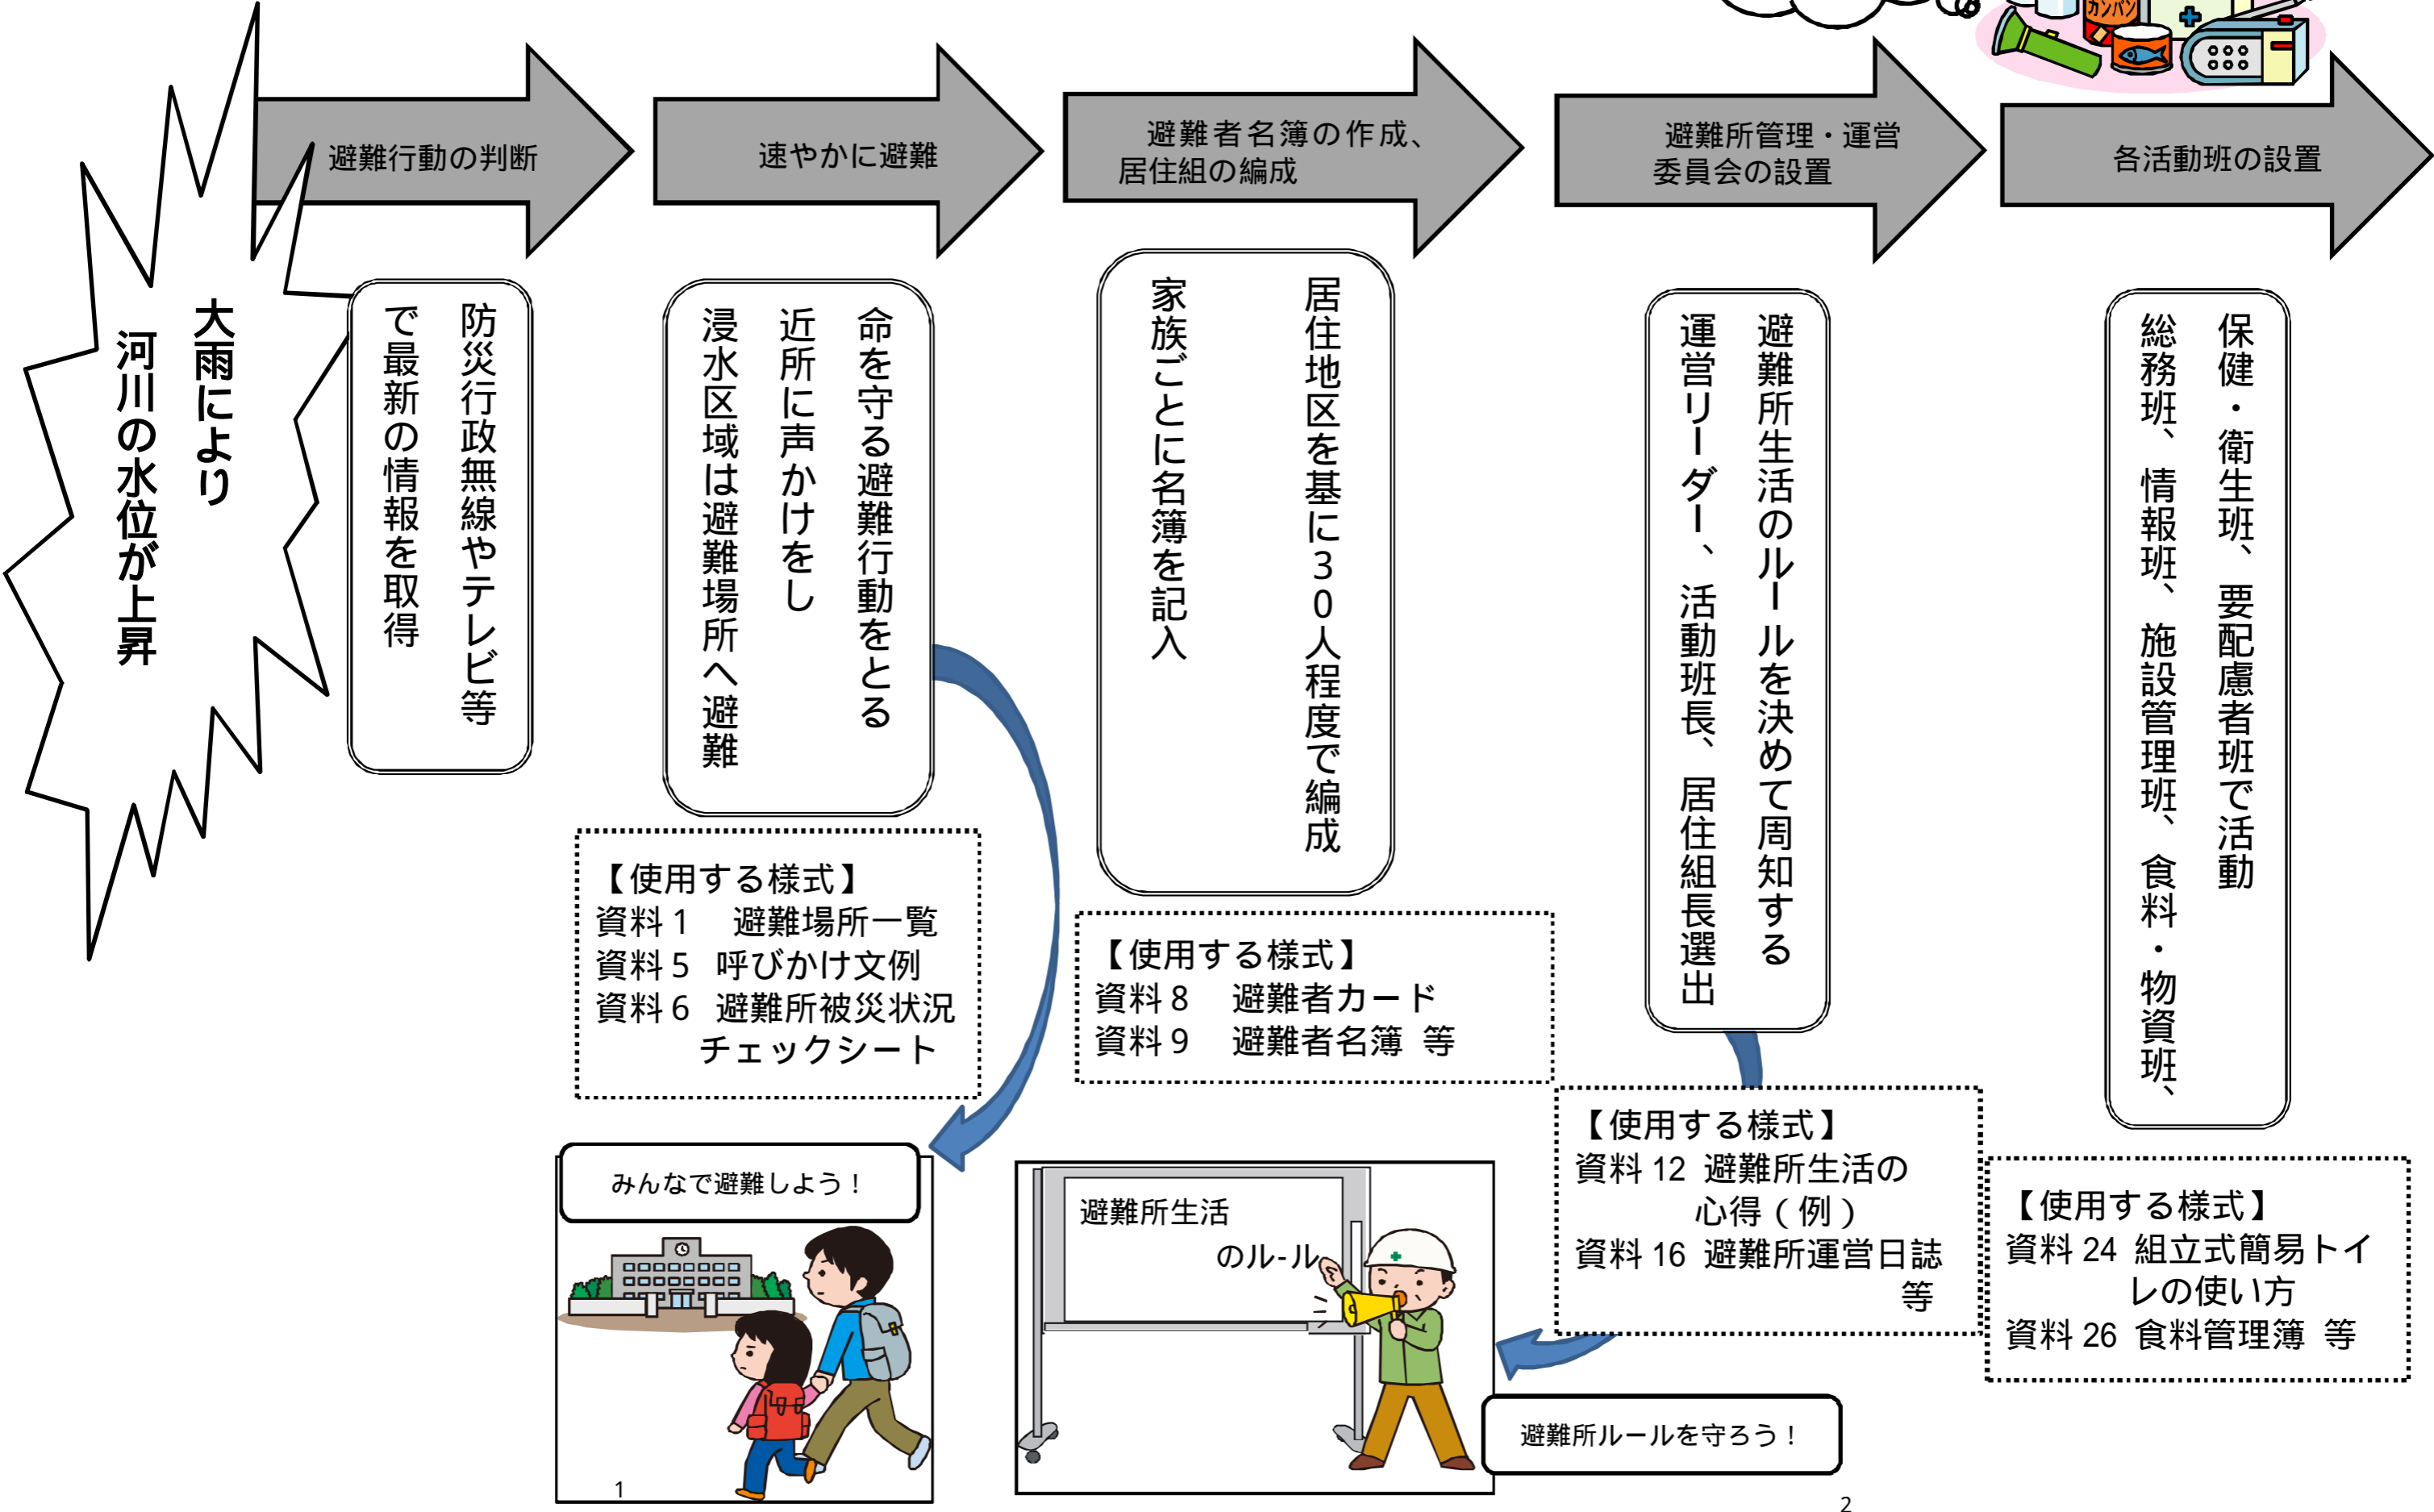 カンパン
大雨により
河川の水位が上昇
避難行動の判断
速やかに避難
避難者名簿の作成、
居住組の編成
避難所管理・運営
委員会の設置
各活動班の設置
防災行政無線やテレビ等
で最新の情報を取得
命を守る避難行動をとる
近所に声かけをし
浸水区域は避難場所へ避難
居住地区を基に30人程度で編成
家族ごとに名簿を記入
避難所生活のルールを決めて周知する
運営リーダー、活動班長、居住組長選出
保健・衛生班、要配慮者班で活動
総務班、情報班、施設管理班、食料・物資班、
【使用する様式】
資料1 避難場所一覧
資料5 呼びかけ文例
資料6 避難所被災状況
チェックシート
【使用する様式】
資料8 避難者カード
資料9 避難者名簿 等
【使用する様式】
資料12 避難所生活の
心得(例)
資料16 避難所運営日誌
等
【使用する様式】
資料24 組立式簡易トイ
レの使い方
資料26 食料管理簿 等
みんなで避難しよう!
避難所生活
のル-ル
避難所ルールを守ろう!
1
2